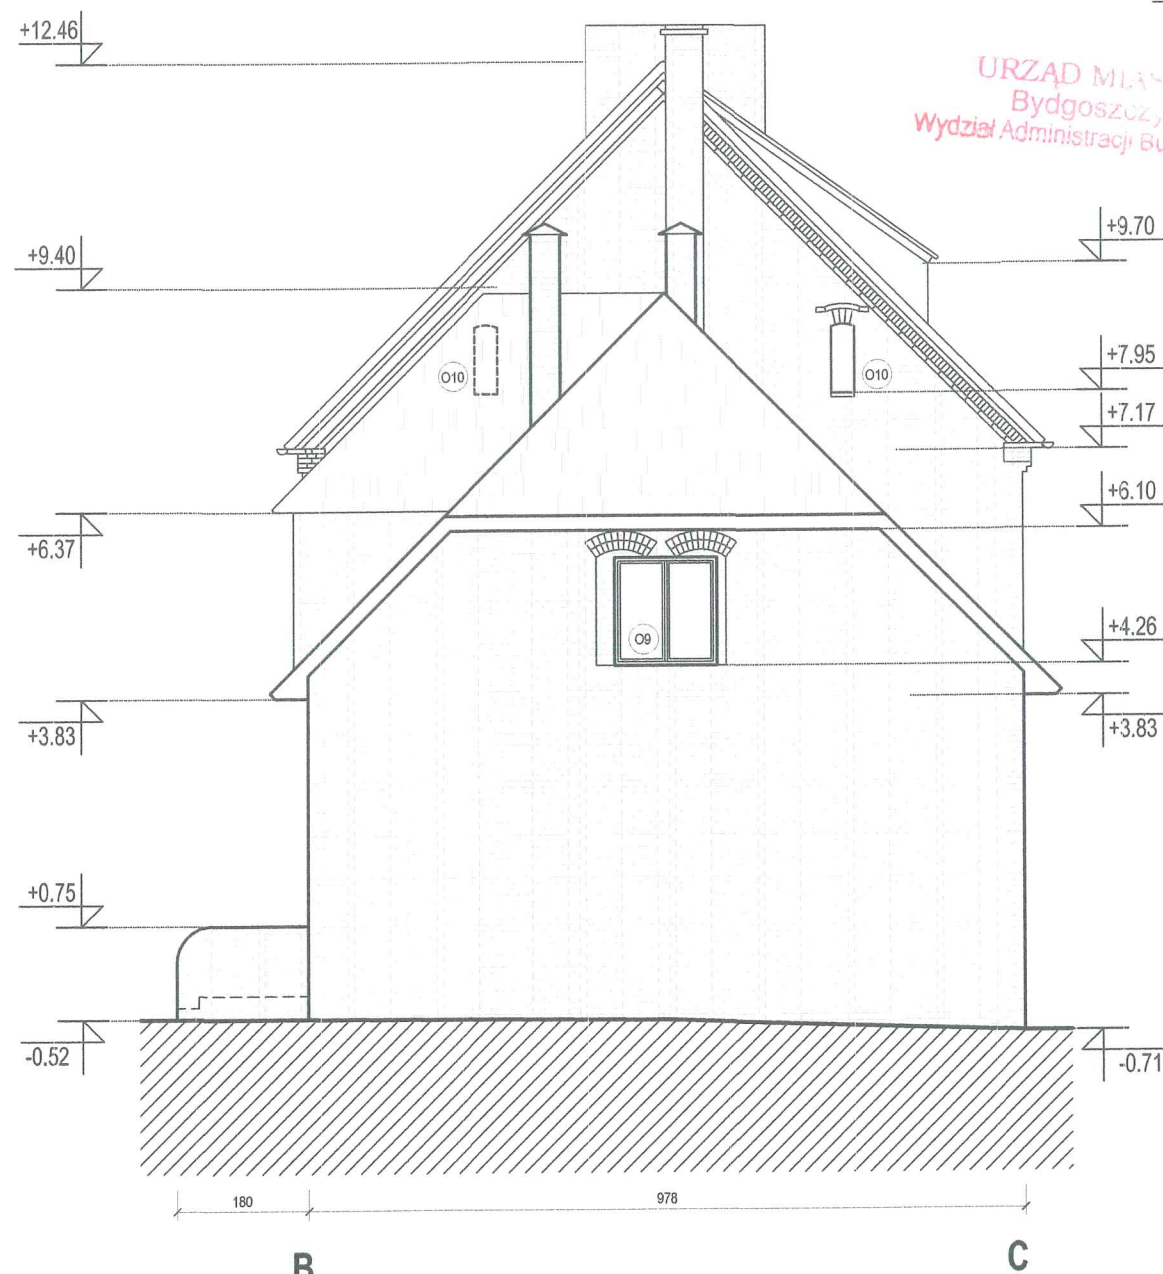 +12.46
URZĄD
Bydgoszczy
Wydział Administracji
+9.70
+9.40
+7.95
O10
O10
+7.17
+6.10
+6.37
+4.26
O9
+3.83
+3.83
+0.75
-0.52
-0.71
180
978
B
C